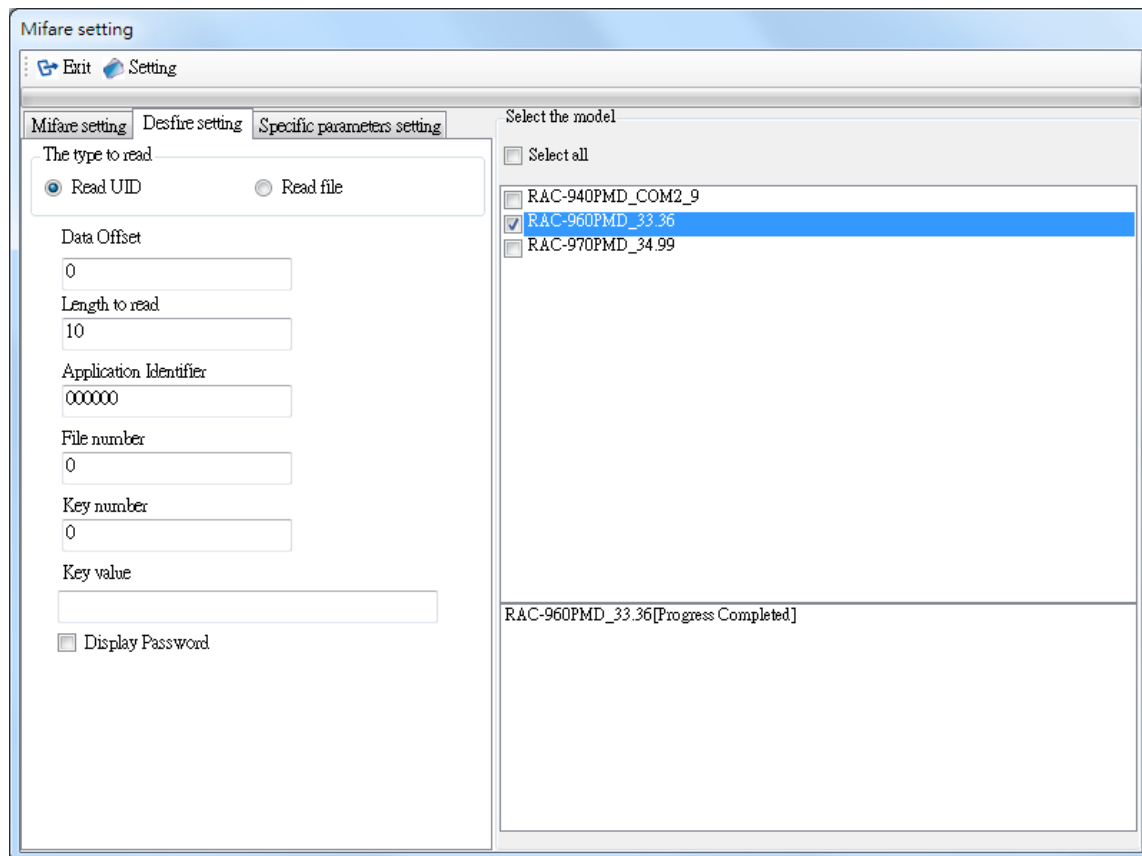 Mifare setting
Exit Setting
Mifare setting Desfire setting Specific parameters setting
The type to read
Read UID Read file
Data Offset
0
Length to read
10
Application Identifier
000000
File number
0
Key number
0
Key value
Display Password
Select the model
Select all
RAC-940PMD_COM2_9
RAC-960PMD_33.36
RAC-970PMD_34.99
RAC-960PMD_33.36[Progress Completed]